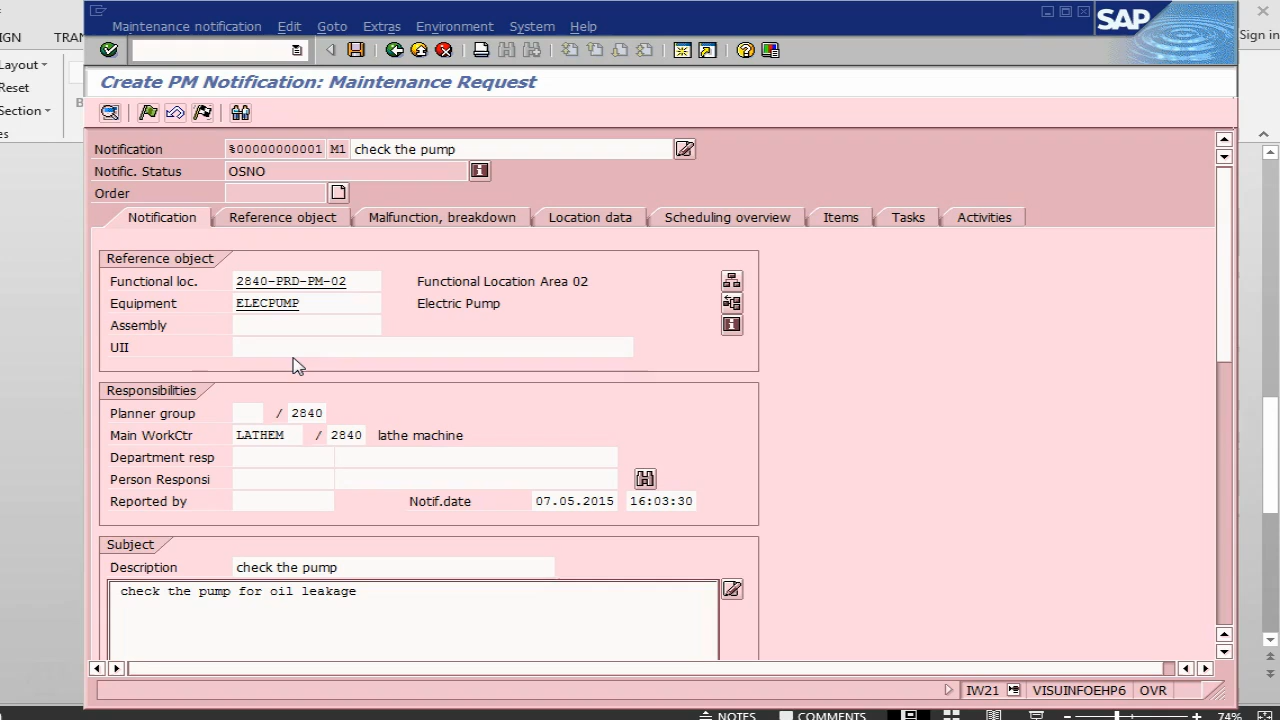 Maintenance notification Edit Goto Extras Environment System Help
SAP
IGN TRAN
Sign in
Layout
Reset
Section
B
es
Create PM Notification: Maintenance Request
Notification %00000000001 M1 check the pump
Notific. Status OSNO
Order
Notification Reference object Malfunction, breakdown Location data Scheduling overview Items Tasks Activities
Reference object
Functional loc. 2840-PRD-PM-02 Functional Location Area 02
Equipment ELECPUMP Electric Pump
Assembly
UII
Responsibilities
Planner group / 2840
Main WorkCtr LATHEM / 2840 lathe machine
Department resp
Person Responsi
Reported by Notif.date 07.05.2015 16:03:30
Subject
Description check the pump
check the pump for oil leakage
IW21 VISUINFOEHP6 OVR
NOTES COMMENTS 74%